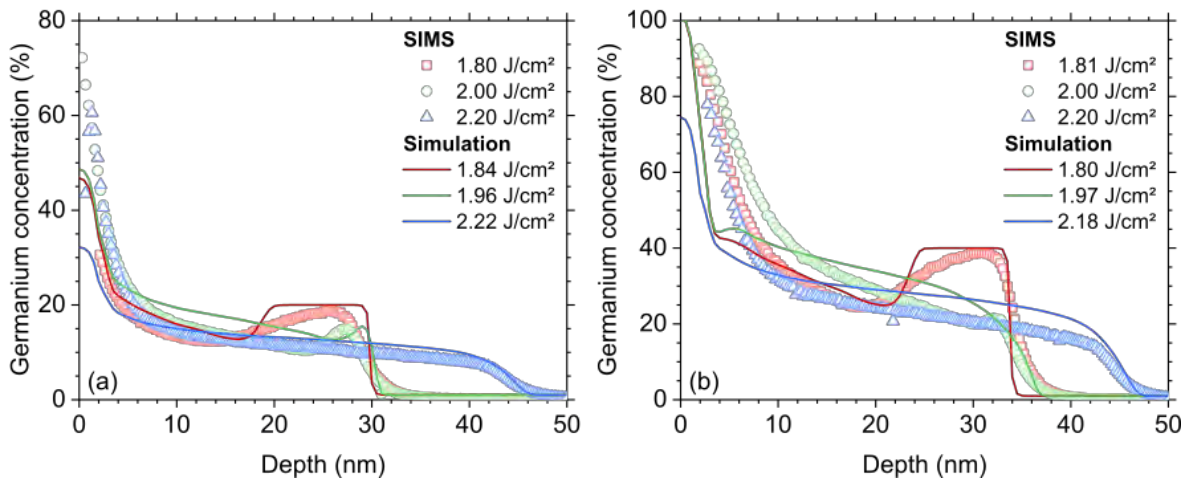 Germanium concentration (%)
80
60
40
20
0
SIMS
1.80 J/cm²
2.00 J/cm²
2.20 J/cm²
Simulation
1.84 J/cm²
1.96 J/cm²
2.22 J/cm²
(a)
0 10 20 30 40 50
Depth (nm)
Germanium concentration (%)
100
80
60
40
20
0
SIMS
1.81 J/cm²
2.00 J/cm²
2.20 J/cm²
Simulation
1.80 J/cm²
1.97 J/cm²
2.18 J/cm²
(b)
0 10 20 30 40 50
Depth (nm)